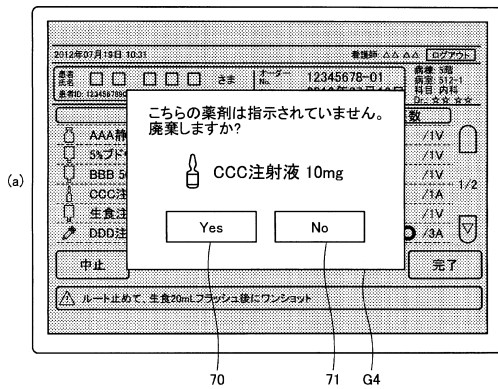 2012年07月19日 10:31 看護師 △△ △△ ログアウト
患者氏名 □ □ □ □ □ さま オーダーNo. 12345678-01 病棟 5階
病室 512-1
患者ID: 科目 内科
Dr. ☆☆ ☆☆
数
こちらの薬剤は指示されていません。
廃棄しますか?
CCC注射液 10mg
Yes No
AAA静 /1V
5%ブド /1V
BBB 5 /1V
CCC注 /1A
1/2
生食注 /1V
DDD注 /3A
中止 完了
ルート止めて、生食20mLフラッシュ後にワンショット
(a)
70 71 G4